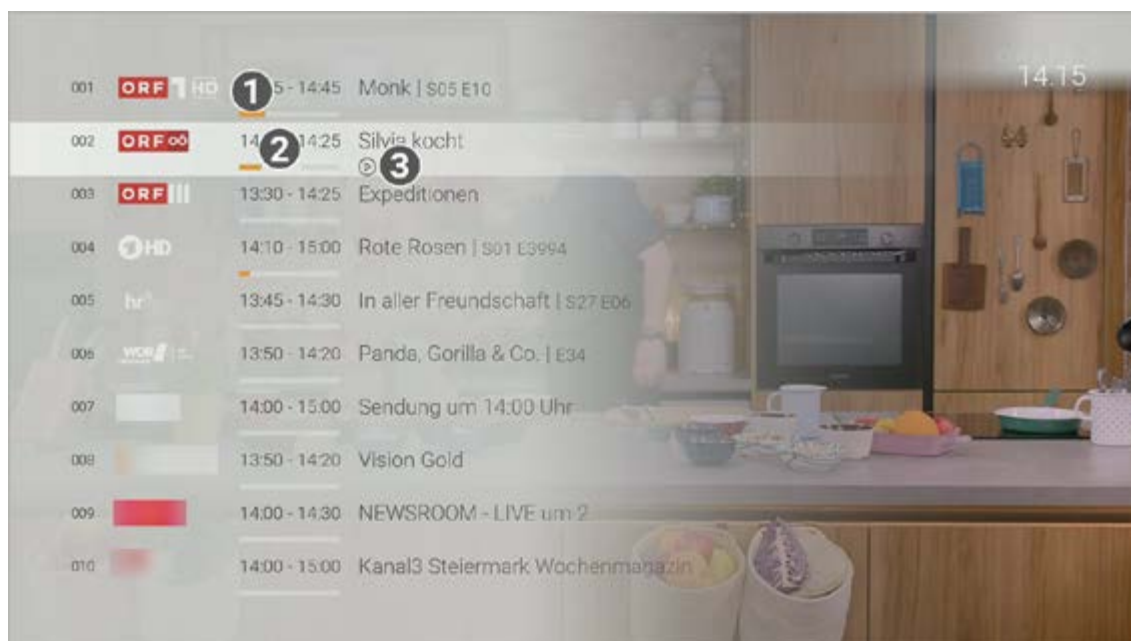 14.15
001 ORF 1 HD 1 5 - 14:45 Monk | S05 E10
002 ORF oö 14 2 14:25 Silvia kocht
3
003 ORF III 13:30 - 14:25 Expeditionen
004 HD 14:10 - 15:00 Rote Rosen | S01 E3994
005 hr 13:45 - 14:30 In aller Freundschaft | S27 E06
006 WDR 13:50 - 14:20 Panda, Gorilla & Co. | E34
007 14:00 - 15:00 Sendung um 14:00 Uhr
008 13:50 - 14:20 Vision Gold
009 14:00 - 14:30 NEWSROOM - LIVE um 2
010 14:00 - 15:00 Kanal3 Steiermark Wochenmagazin